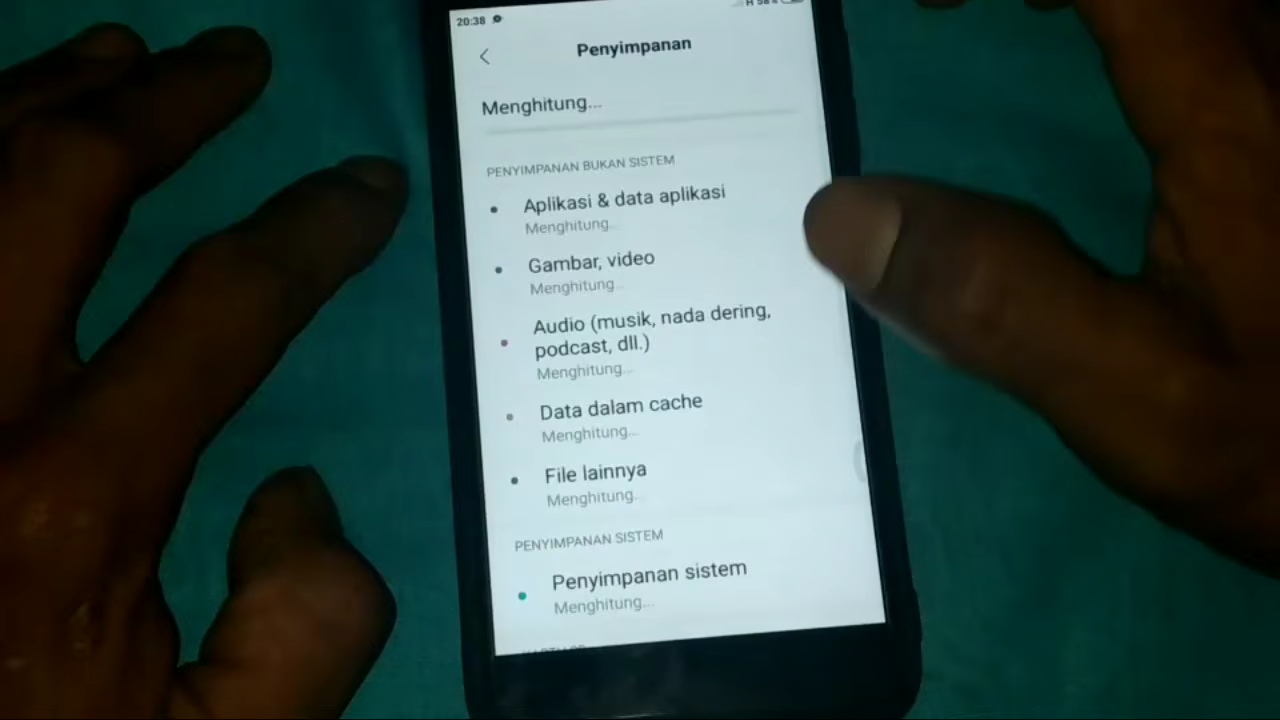 20:38
Penyimpanan
Menghitung...
PENYIMPANAN BUKAN SISTEM
Aplikasi & data aplikasi
Menghitung...
Gambar, video
Menghitung...
Audio (musik, nada dering,
podcast, dll.)
Menghitung...
Data dalam cache
Menghitung...
File lainnya
Menghitung...
PENYIMPANAN SISTEM
Penyimpanan sistem
Menghitung...